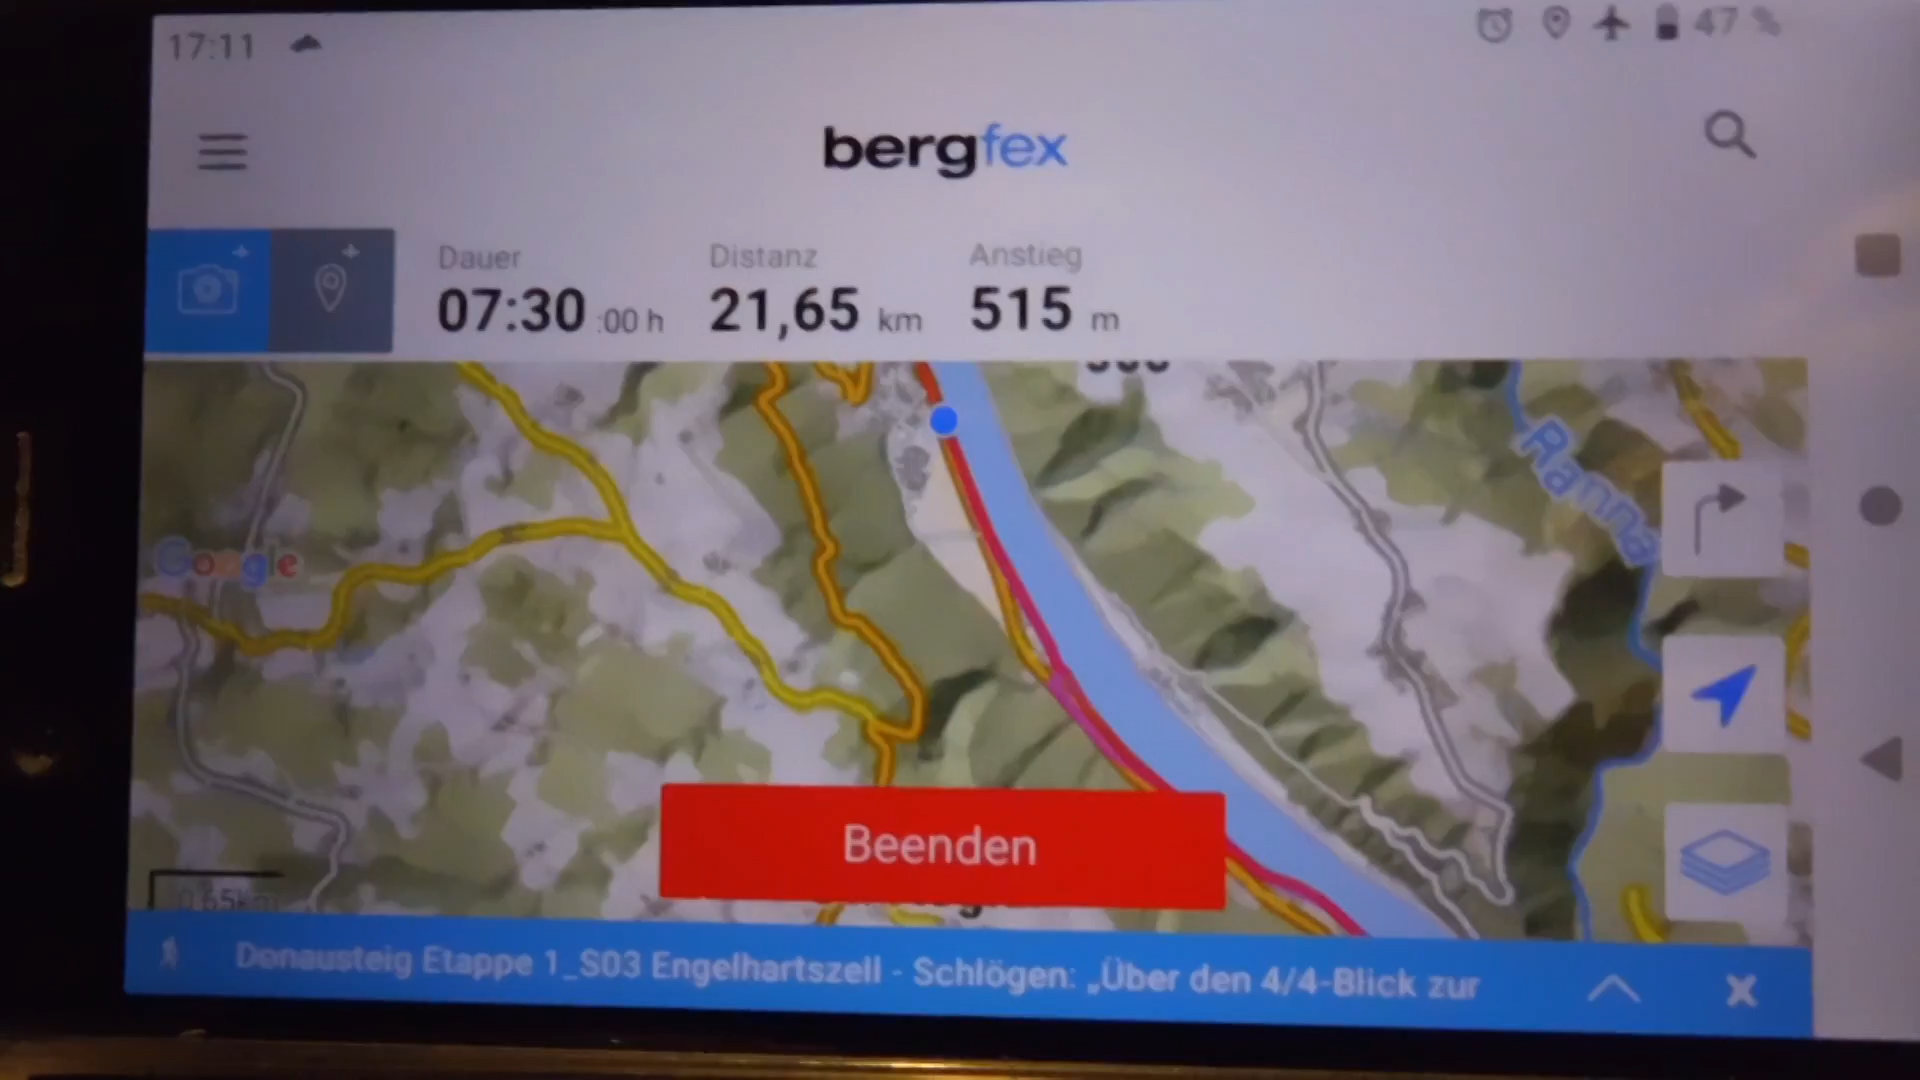 17:11
47 %
bergfex
Dauer
07:30 :00 h
Distanz
21,65 km
Anstieg
515 m
Ranna
Google
Beenden
Donausteig Etappe 1_S03 Engelhartszell - Schlögen: „Über den 4/4-Blick zur